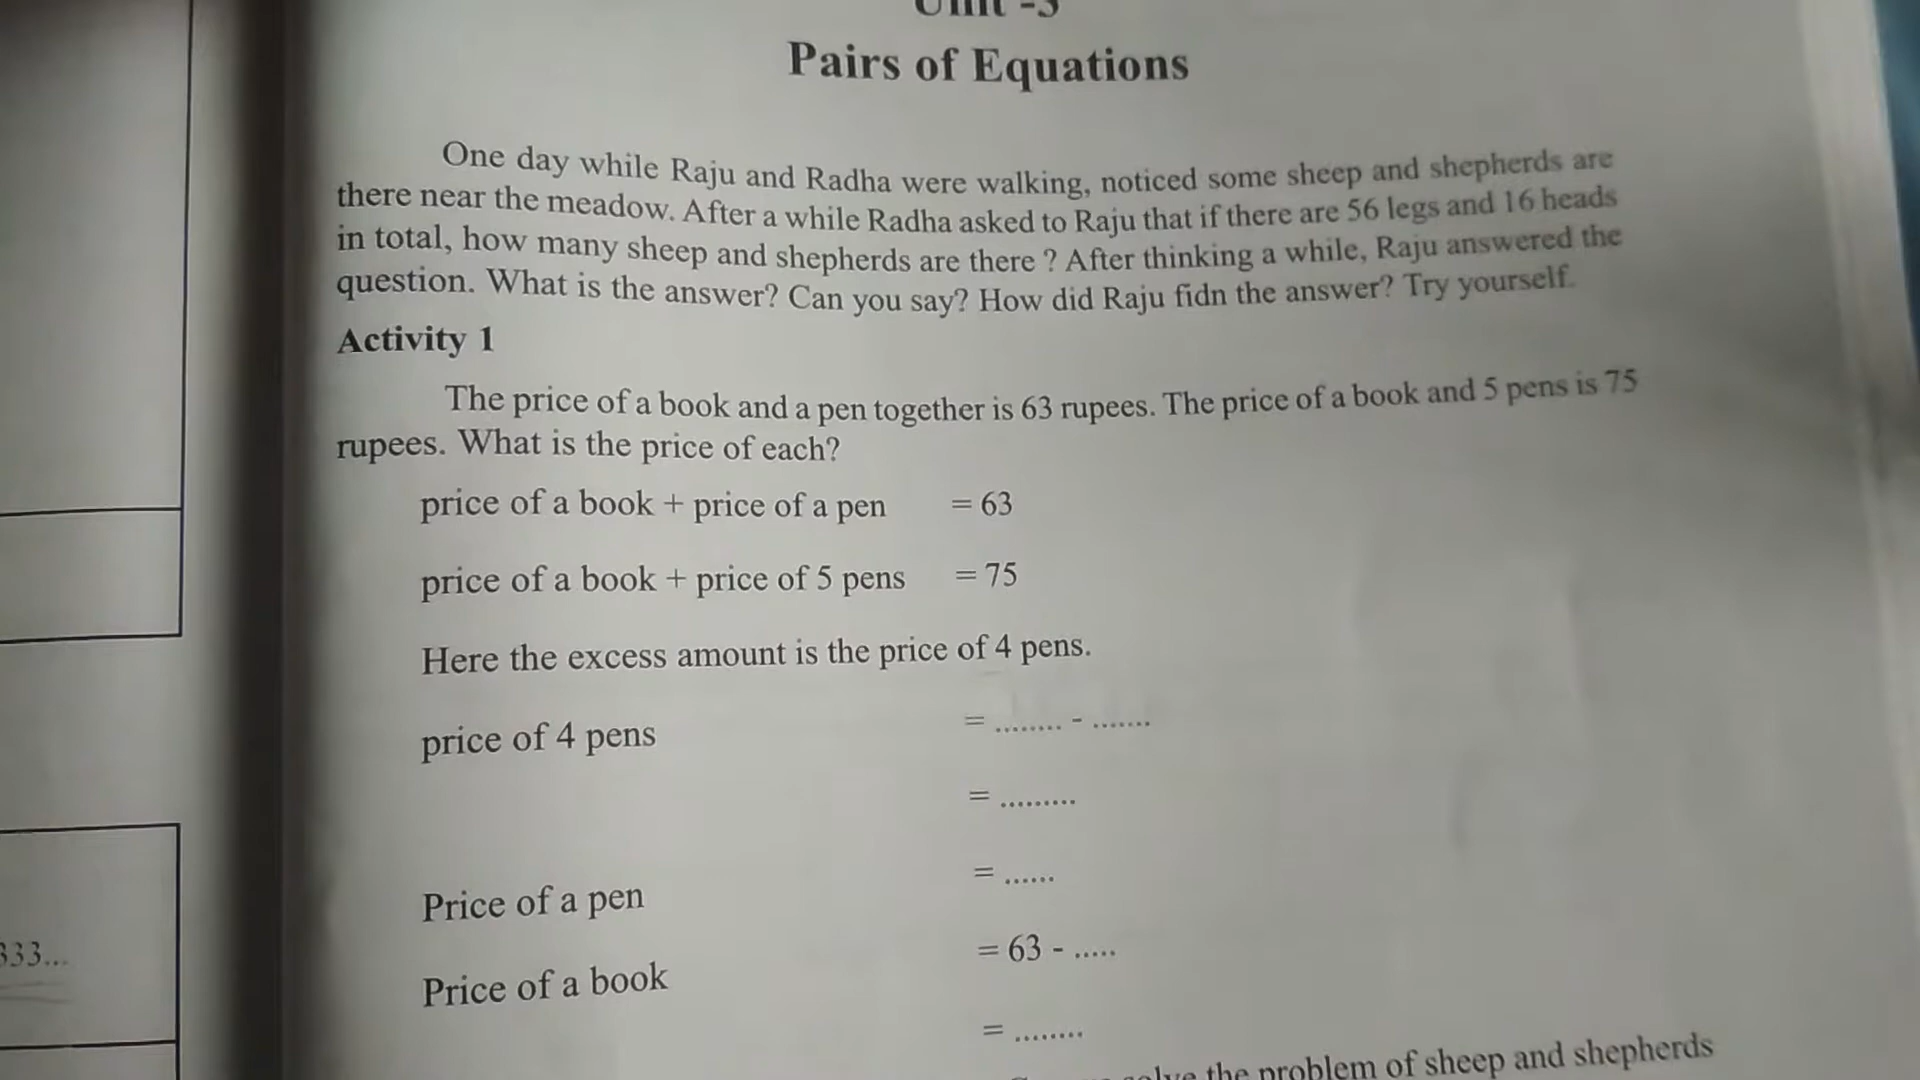 Unit -3
Pairs of Equations
One day while Raju and Radha were walking, noticed some sheep and shepherds are
there near the meadow. After a while Radha asked to Raju that if there are 56 legs and 16 heads
in total, how many sheep and shepherds are there ? After thinking a while, Raju answered the
question. What is the answer? Can you say? How did Raju fidn the answer? Try yourself.
Activity 1
The price of a book and a pen together is 63 rupees. The price of a book and 5 pens is 75
rupees. What is the price of each?
price of a book + price of a pen = 63
price of a book + price of 5 pens = 75
Here the excess amount is the price of 4 pens.
price of 4 pens = ........ - .......
= .........
Price of a pen = ......
Price of a book = 63 - .....
= ........
the problem of sheep and shepherds
333...